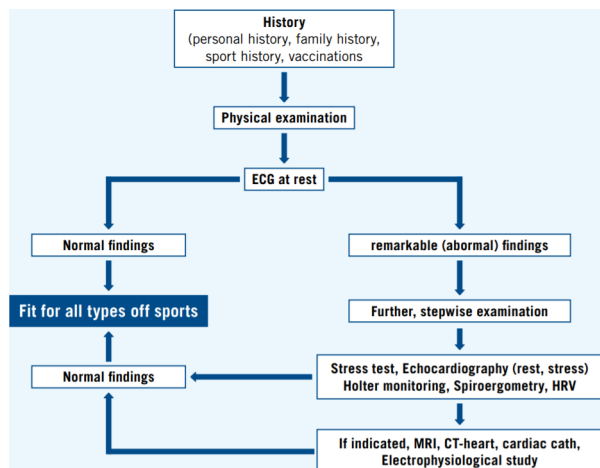 History
(personal history, family history,
sport history, vaccinations
Physical examination
ECG at rest
Normal findings
remarkable (abormal) findings
Fit for all types off sports
Further, stepwise examination
Normal findings
Stress test, Echocardiography (rest, stress)
Holter monitoring, Spiroergometry, HRV
If indicated, MRI, CT-heart, cardiac cath,
Electrophysiological study